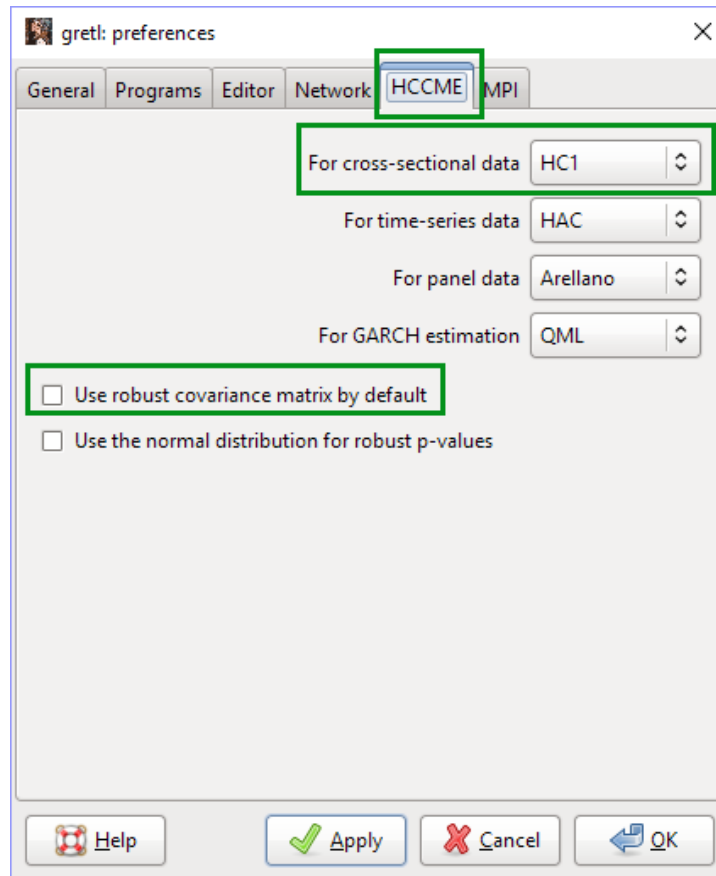 gretl: preferences
General Programs Editor Network HCCME MPI
For cross-sectional data HC1
For time-series data HAC
For panel data Arellano
For GARCH estimation QML
Use robust covariance matrix by default
Use the normal distribution for robust p-values
Help Apply Cancel OK